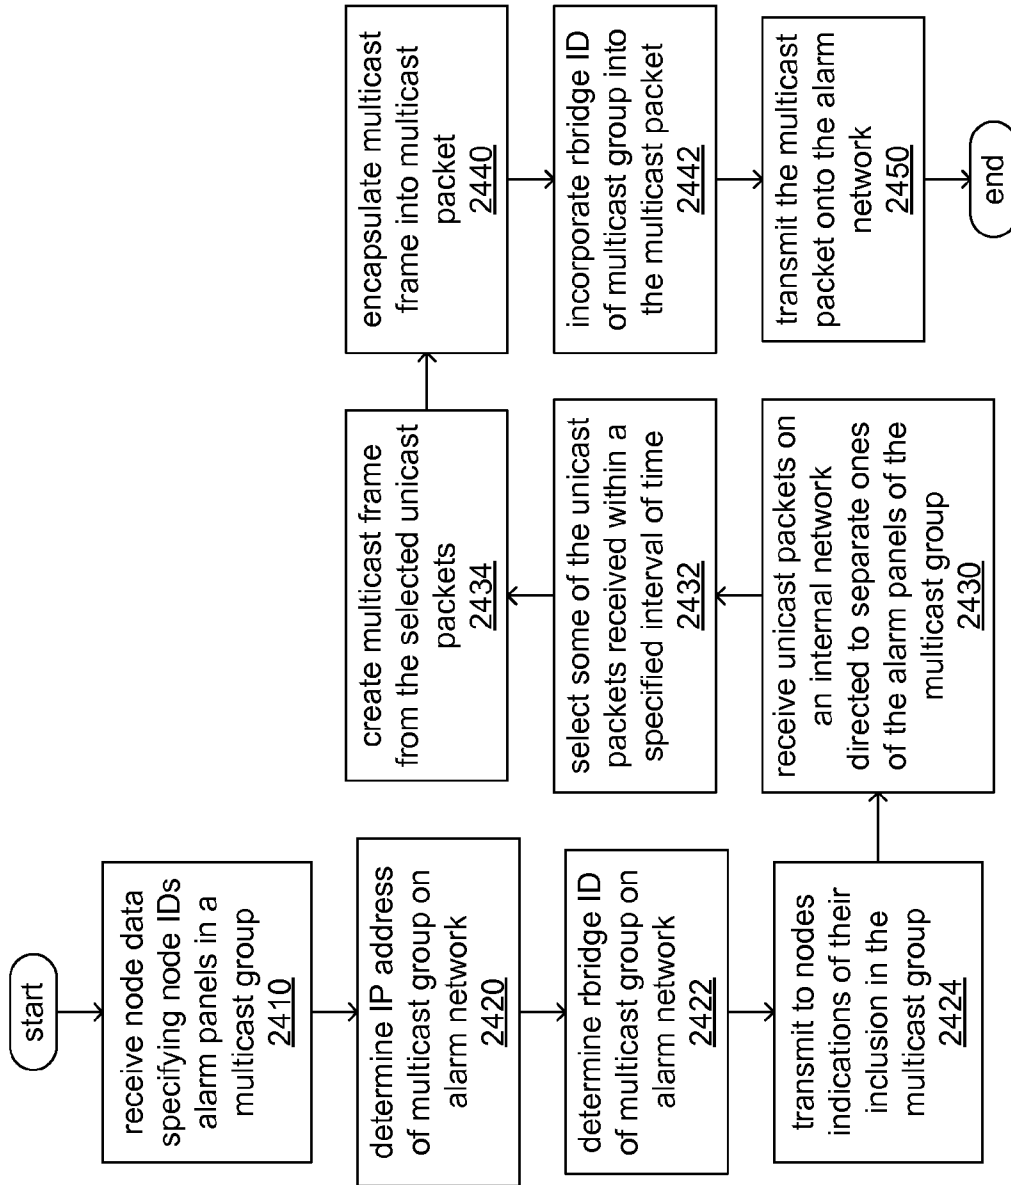 start
receive node data
specifying node IDs
alarm panels in a
multicast group
2410
determine IP address
of multicast group on
alarm network
2420
determine rbridge ID
of multicast group on
alarm network
2422
transmit to nodes
indications of their
inclusion in the
multicast group
2424
receive unicast packets on
an internal network
directed to separate ones
of the alarm panels of the
multicast group
2430
select some of the unicast
packets received within a
specified interval of time
2432
create multicast frame
from the selected unicast
packets
2434
encapsulate multicast
frame into multicast
packet
2440
incorporate rbridge ID
of multicast group into
the multicast packet
2442
transmit the multicast
packet onto the alarm
network
2450
end